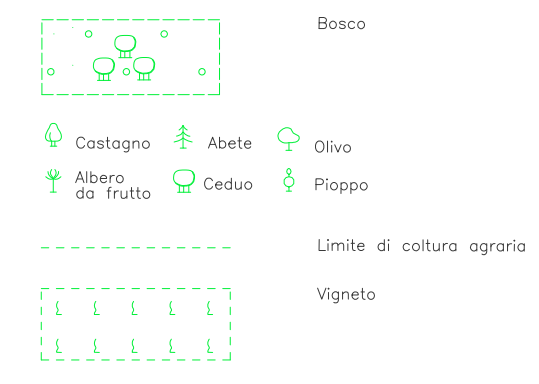 Bosco
Castagno
Abete
Olivo
Albero
da frutto
Ceduo
Pioppo
Limite di coltura agraria
Vigneto